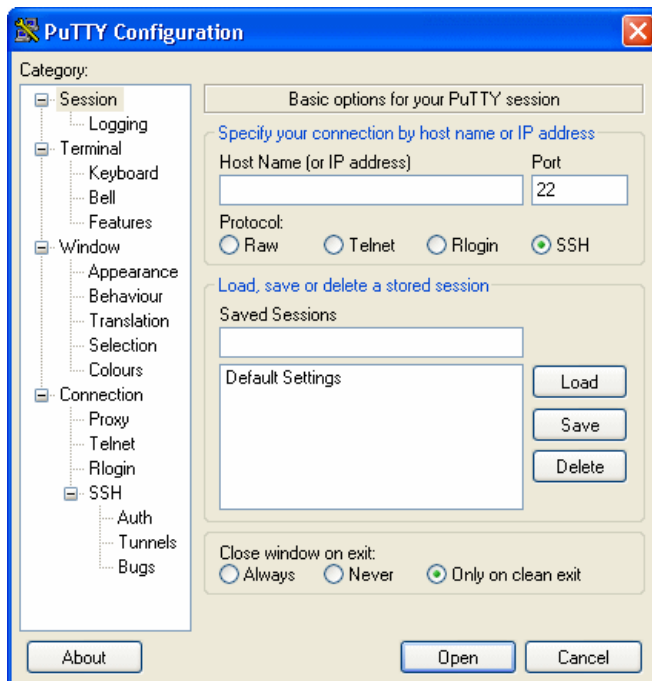 PuTTY Configuration
Category:
Session
Logging
Terminal
Keyboard
Bell
Features
Window
Appearance
Behaviour
Translation
Selection
Colours
Connection
Proxy
Telnet
Rlogin
SSH
Auth
Tunnels
Bugs
Basic options for your PuTTY session
Specify your connection by host name or IP address
Host Name (or IP address) Port
22
Protocol:
Raw Telnet Rlogin SSH
Load, save or delete a stored session
Saved Sessions
Default Settings
Load
Save
Delete
Close window on exit:
Always Never Only on clean exit
About Open Cancel